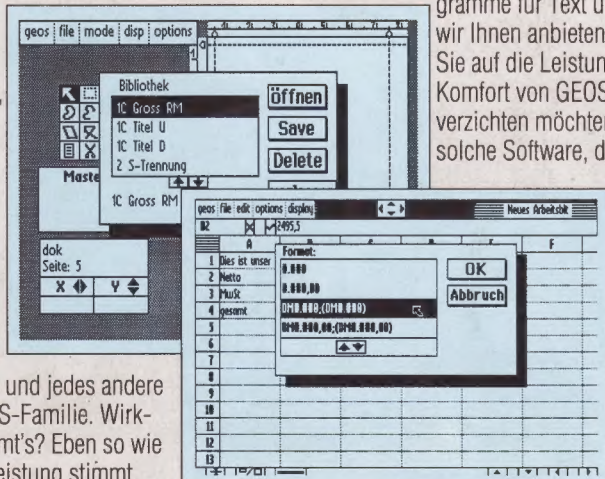 gramme für Text u
wir Ihnen anbieten
Sie auf die Leistun
Komfort von GEOS
verzichten möchte
solche Software, d
geos file mode disp options
Bibliothek
1C Gross RM
1C Titel U
1C Titel D
2 S-Trennung
1C Gross RM
Öffnen
Save
Delete
Maste
dok
Seite: 5
X Y
geos file edit options display
Neues Arbeitsblt
B2 2495,5
A F
1 Dies ist unser
2 Netto
3 MwSt
4 gesamt
5
6
7
8
9
10
11
12
13
Format:
0.000
0.000,00
DM0.000;(DM0.000)
DM0.000,00;(DM0.000,00)
OK
Abbruch
und jedes andere
S-Familie. Wirk-
mt's? Eben so wie
eistung stimmt